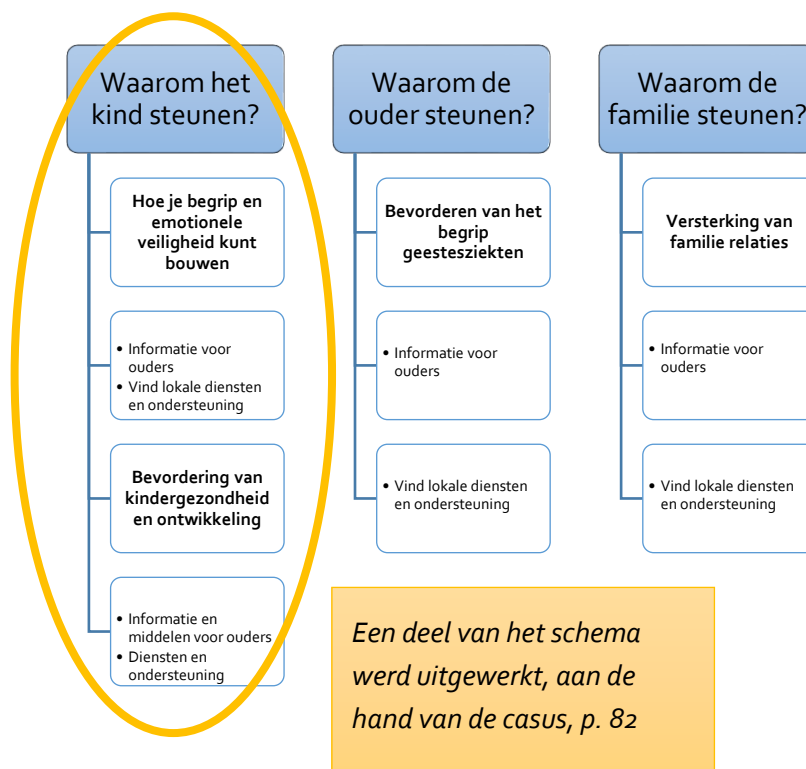 Waarom het
kind steunen?
Hoe je begrip en
emotionele
veiligheid kunt
bouwen
• Informatie voor
ouders
• Vind lokale diensten
en ondersteuning
Bevordering van
kindergezondheid
en ontwikkeling
• Informatie en
middelen voor ouders
• Diensten en
ondersteuning
Waarom de
ouder steunen?
Bevorderen van het
begrip
geestesziekten
• Informatie voor
ouders
• Vind lokale diensten
en ondersteuning
Waarom de
familie steunen?
Versterking van
familie relaties
• Informatie voor
ouders
• Vind lokale diensten
en ondersteuning
Een deel van het schema
werd uitgewerkt, aan de
hand van de casus, p. 82